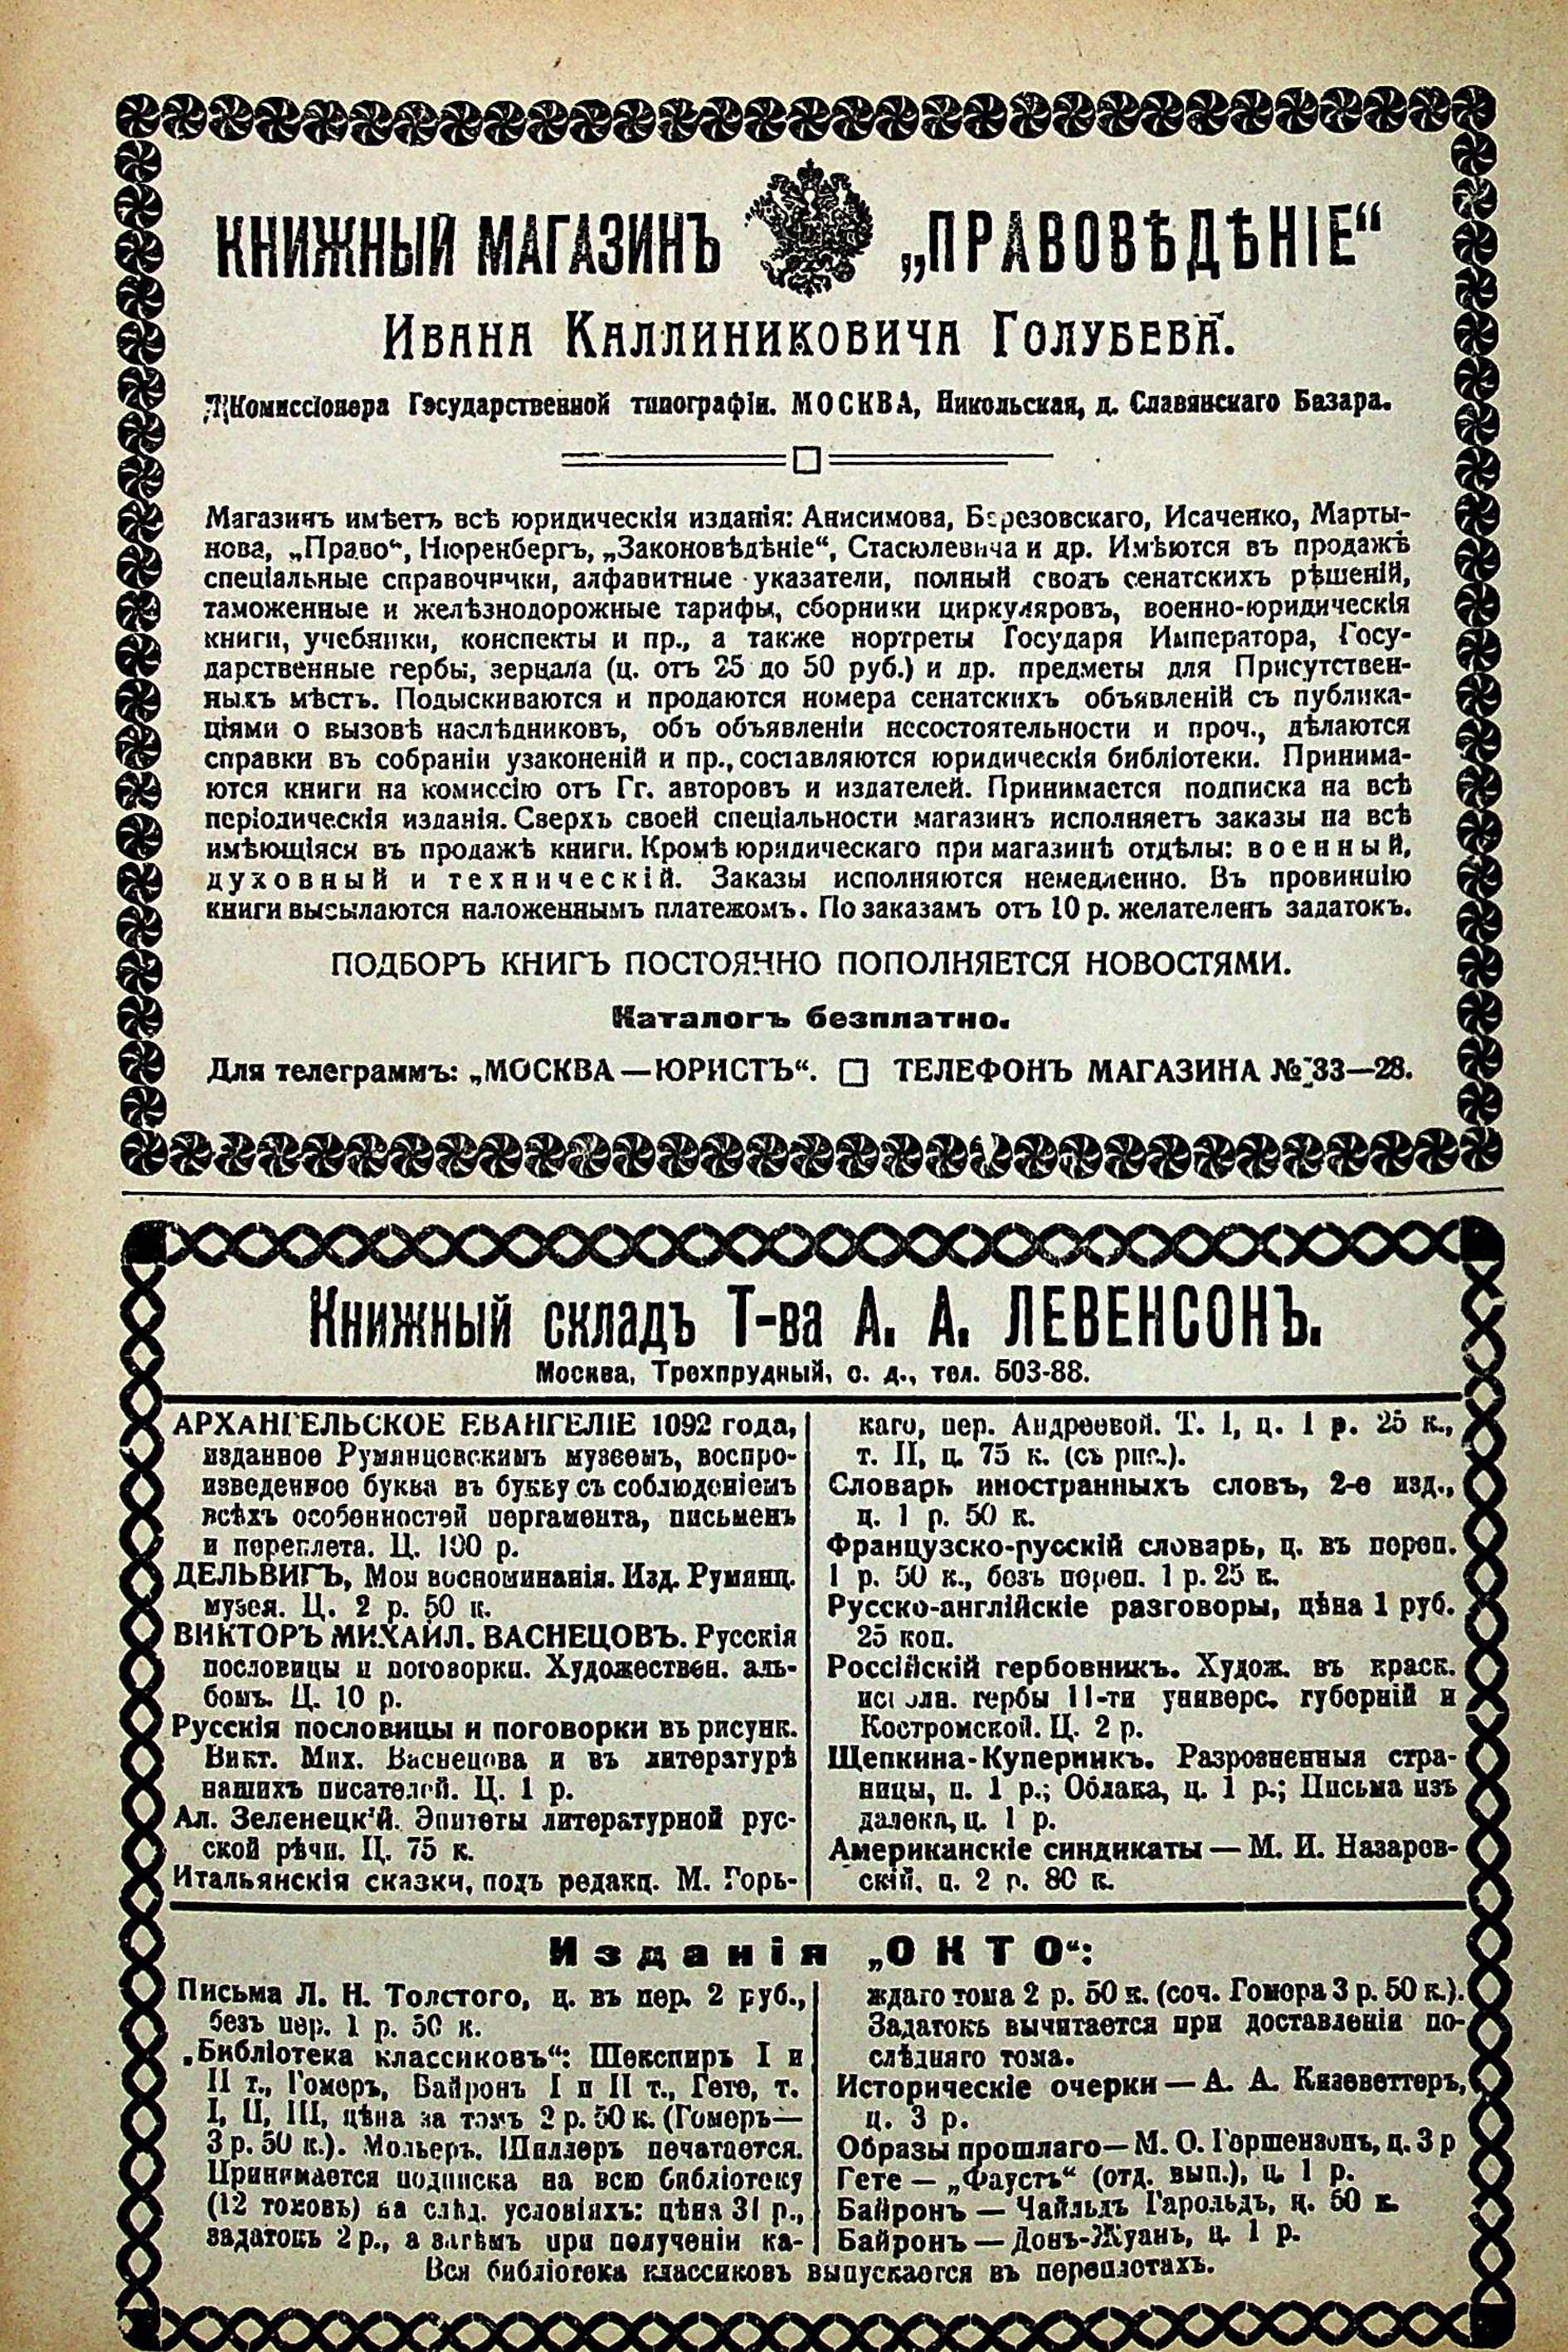 КНИЖНЫЙ МАГАЗИНЪ „ПРАВОВѢДѢНІЕ“
Ивана Каллиниковича Голубева.
Комиссіонера Государственной типографіи. МОСКВА, Никольская, д. Славянскаго Базара.
Магазинъ имѣетъ всѣ юридическія изданія: Анисимова, Березовскаго, Исаченко, Марты-
нова, „Право“, Нюренбергъ, „Законовѣдѣніе“, Стасюлевича и др. Имѣются въ продажѣ
спеціальные справочники, алфавитные указатели, полный сводъ сенатскихъ рѣшеній,
таможенные и желѣзнодорожные тарифы, сборники циркуляровъ, военно-юридическія
книги, учебники, конспекты и пр., а также портреты Государя Императора, Госу-
дарственные гербы, зерцала (ц. отъ 25 до 50 руб.) и др. предметы для Присутствен-
ныхъ мѣстъ. Подыскиваются и продаются номера сенатскихъ объявленій съ публика-
ціями о вызовѣ наслѣдниковъ, объ объявленіи несостоятельности и проч., дѣлаются
справки въ собраніи узаконеній и пр., составляются юридическія библіотеки. Принима-
ются книги на комиссію отъ Гг. авторовъ и издателей. Принимается подписка на всѣ
періодическія изданія. Сверхъ своей спеціальности магазинъ исполняетъ заказы на всѣ
имѣющіяся въ продажѣ книги. Кромѣ юридическаго при магазинѣ отдѣлы: военный,
духовный и техническій. Заказы исполняются немедленно. Въ провинцію
книги высылаются наложеннымъ платежомъ. По заказамъ отъ 10 р. желателенъ задатокъ.
ПОДБОРЪ КНИГЪ ПОСТОЯННО ПОПОЛНЯЕТСЯ НОВОСТЯМИ.
Каталогъ безплатно.
Для телеграммъ: „МОСКВА—ЮРИСТЪ“. ТЕЛЕФОНЪ МАГАЗИНА № 33—28.
Книжный складъ Т-ва А. А. ЛЕВЕНСОНЪ.
Москва, Трехпрудный, с. д., тел. 503-88.
АРХАНГЕЛЬСКОЕ ЕВАНГЕЛІЕ 1092 года,
изданное Румянцовскимъ музеемъ, воспро-
изведенное буква въ букву съ соблюденіемъ
всѣхъ особенностей пергамента, письменъ
и переплета. Ц. 100 р.
ДЕЛЬВИГЪ, Мои воспоминанія. Изд. Румянц.
музея. Ц. 2 р. 50 к.
ВИКТОРЪ МИХАИЛ. ВАСНЕЦОВЪ. Русскія
пословицы и поговорки. Художествен. аль-
бомъ. Ц. 10 р.
Русскія пословицы и поговорки въ рисунк.
Викт. Мих. Васнецова и въ литературѣ
нашихъ писателей. Ц. 1 р.
Ал. Зеленецкій. Эпитеты литературной рус-
ской рѣчи. Ц. 75 к.
Итальянскія сказки, подъ редакц. М. Горь-
каго, пер. Андреевой. Т. I, ц. 1 р. 25 к.,
т. II, ц. 75 к. (съ рис.).
Словарь иностранныхъ словъ, 2-е изд.,
ц. 1 р. 50 к.
Французско-русскій словарь, ц. въ переп.
1 р. 50 к., безъ переп. 1 р. 25 к.
Русско-англійскіе разговоры, цѣна 1 руб.
25 коп.
Россійскій гербовникъ. Худож. въ краск.
исполн. гербы 11-ти универс. губерній и
Костромской. Ц. 2 р.
Щепкина-Куперникъ. Разрозненныя стра-
ницы, ц. 1 р.; Облака, ц. 1 р.; Письма изъ
далека, ц. 1 р.
Американскіе синдикаты — М. И. Назаров-
скій, ц. 2 р. 80 к.
Изданія „ОКТО“:
Письма Л. Н. Толстого, ц. въ пер. 2 руб.,
безъ пер. 1 р. 50 к.
„Библіотека классиковъ“: Шекспиръ I и
II т., Гомеръ, Байронъ I и II т., Гете, т.
I, II, III, цѣна за томъ 2 р. 50 к. (Гомеръ—
3 р. 50 к.). Мольеръ, Шиллеръ печатается.
Принимается подписка на всю библіотеку
(12 томовъ) на слѣд. условіяхъ: цѣна 31 р.,
задатокъ 2 р., а затѣмъ при полученіи ка-
ждаго тома 2 р. 50 к. (соч. Гомера 3 р. 50 к.).
Задатокъ вычитается при доставленіи по-
слѣдняго тома.
Историческіе очерки — А. А. Кизеветтеръ,
ц. 3 р.
Образы прошлаго — М. О. Гершензонъ, ц. 3 р
Гете — „Фаустъ“ (отд. вып.), ц. 1 р.
Байронъ — Чайльдъ Гарольдъ, ц. 60 к.
Байронъ — Донъ-Жуанъ, ц. 1 р.
Вся библіотека классиковъ выпускается въ переплетахъ.